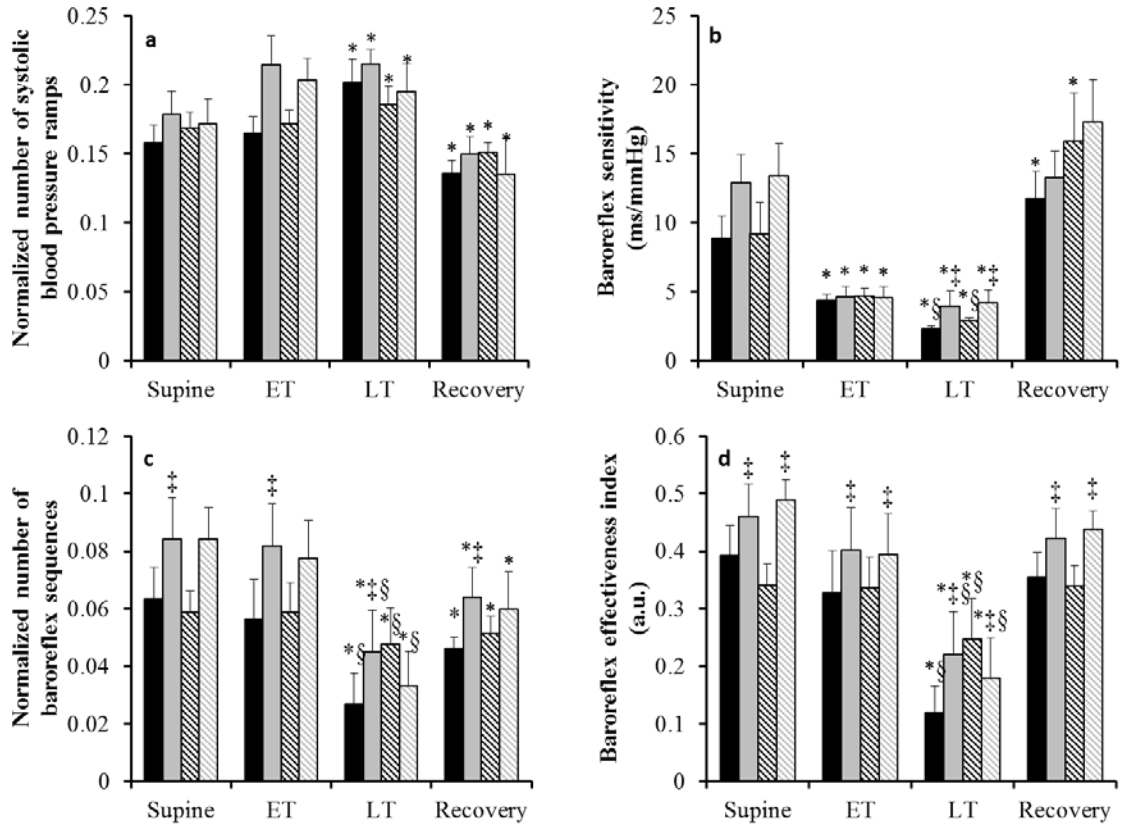 Normalized number of systolic
blood pressure ramps
0.25
0.2
0.15
0.1
0.05
0
a
* * * *
* * * *
Supine ET LT Recovery
Baroreflex sensitivity
(ms/mmHg)
25
20
15
10
5
0
b
* * * *
*§ *‡ *§ *‡
* *
Supine ET LT Recovery
Normalized number of
baroreflex sequences
0.12
0.1
0.08
0.06
0.04
0.02
0
c
‡ ‡
*§ *‡§ *§ *§
* *‡ * *
Supine ET LT Recovery
Baroreflex effectiveness index
(a.u.)
0.6
0.5
0.4
0.3
0.2
0.1
0
d
‡ ‡ ‡ ‡
*§ *‡§ *§ *‡§
‡ ‡
Supine ET LT Recovery